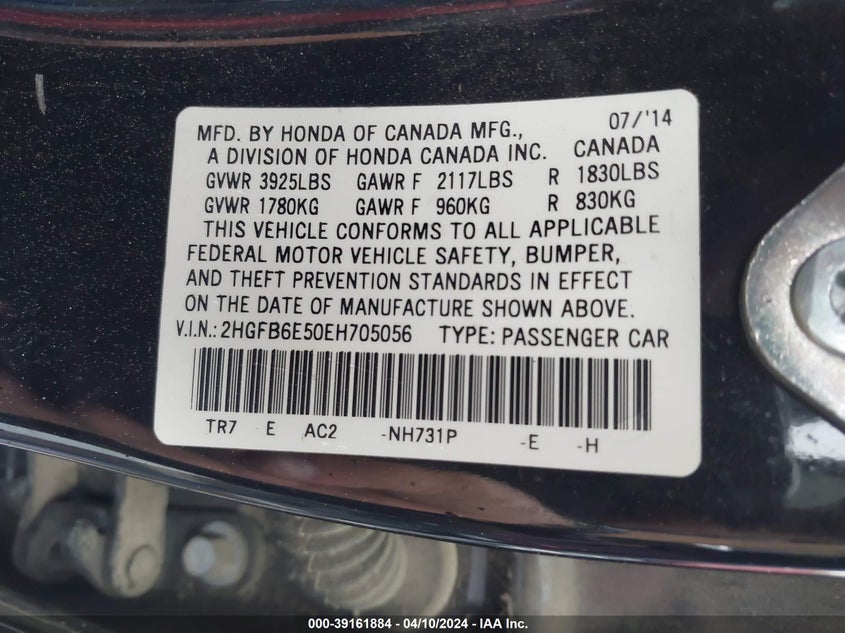 07/'14
MFD. BY HONDA OF CANADA MFG.,
A DIVISION OF HONDA CANADA INC. CANADA
GVWR 3925LBS GAWR F 2117LBS R 1830LBS
GVWR 1780KG GAWR F 960KG R 830KG
THIS VEHICLE CONFORMS TO ALL APPLICABLE
FEDERAL MOTOR VEHICLE SAFETY, BUMPER,
AND THEFT PREVENTION STANDARDS IN EFFECT
ON THE DATE OF MANUFACTURE SHOWN ABOVE.
V.I.N.: 2HGFB6E50EH705056 TYPE: PASSENGER CAR
TR7 E AC2 -NH731P -E -H
000-39161884 - 04/10/2024 - IAA Inc.